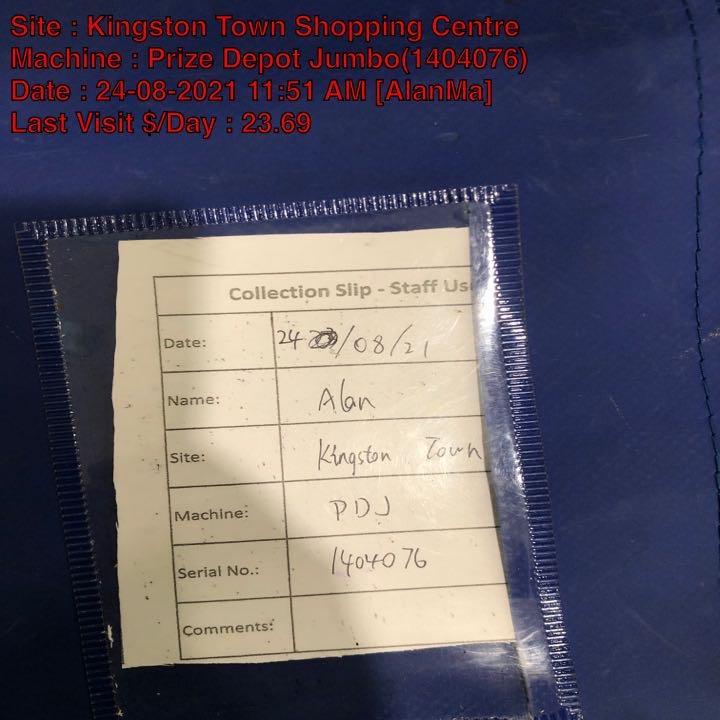 Site : Kingston Town Shopping Centre
Machine : Prize Depot Jumbo(1404076)
Date : 24-08-2021 11:51 AM [AlanMa]
Last Visit $/Day : 23.69
Collection Slip - Staff Us
Date: 24 /08/21
Name: Alan
Site: Kingston Town
Machine: PDJ
Serial No.: 1404076
Comments: